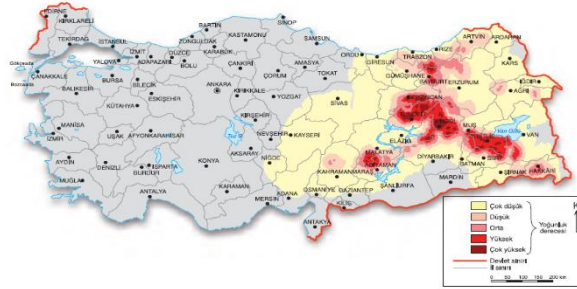 EDİRNE
KIRKLARELİ
TEKİRDAĞ
İSTANBUL
YALOVA
İZMİT
ADAPAZARI
DÜZCE
BOLU
ZONGULDAK
BARTIN
KARABÜK
KASTAMONU
SİNOP
SAMSUN
ORDU
GİRESUN
TRABZON
RİZE
ARTVİN
ARDAHAN
KARS
IĞDIR
AĞRI
ERZURUM
BAYBURT
GÜMÜŞHANE
ÇANAKKALE
BALIKESİR
BURSA
BİLECİK
ESKİŞEHİR
KÜTAHYA
ANKARA
ÇANKIRI
ÇORUM
AMASYA
TOKAT
KIRIKKALE
YOZGAT
SİVAS
KIRŞEHİR
NEVŞEHİR
KAYSERİ
MANİSA
İZMİR
UŞAK
AFYONKARAHİSAR
AYDIN
DENİZLİ
ISPARTA
BURDUR
MUĞLA
ANTALYA
KONYA
AKSARAY
NİĞDE
KARAMAN
MERSİN
ADANA
OSMANİYE
GAZİANTEP
KİLİS
ANTAKYA
KAHRAMANMARAŞ
MALATYA
ELAZIĞ
DİYARBAKIR
ŞANLIURFA
MARDİN
BATMAN
ŞIRNAK
HAKKARİ
VAN
Van Gölü
MUŞ
Gökçeada
Bozcaada
Çok düşük
Düşük
Orta
Yüksek
Çok yüksek
Yoğunluk
derecesi
Devlet sınırı
İl sınırı
0 50 100 150 200 km
K